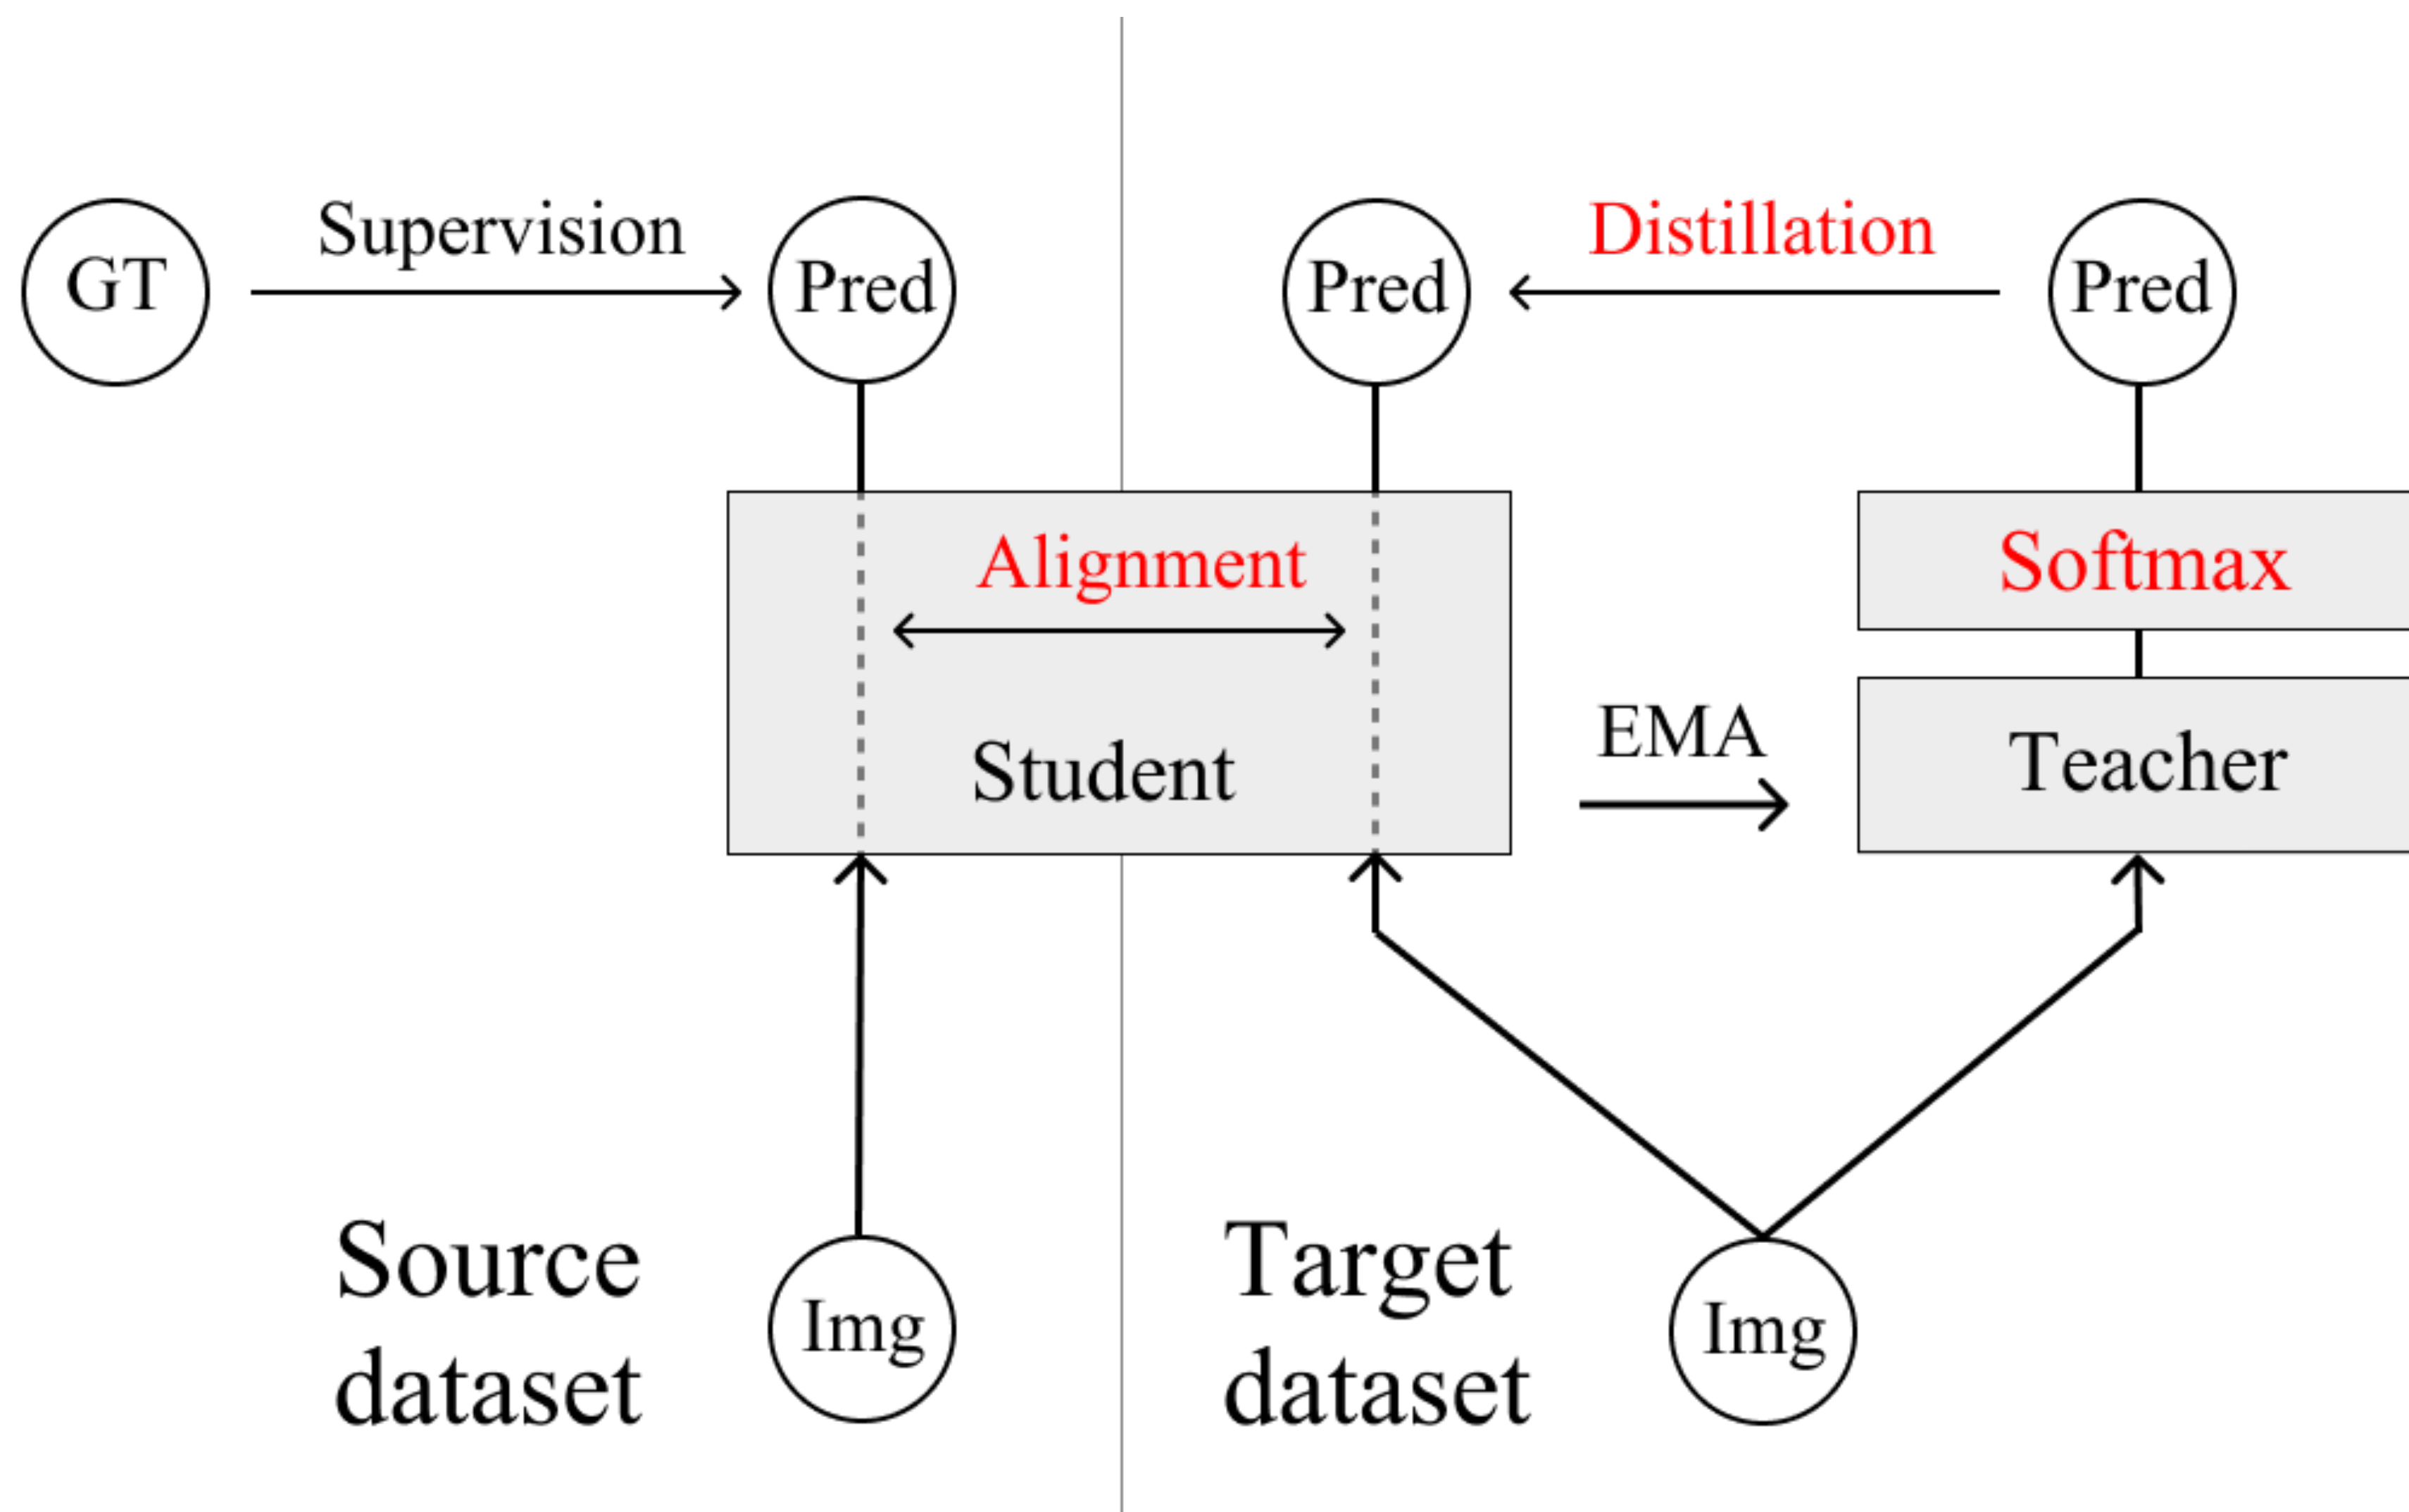 GT
Supervision
Pred
Pred
Distillation
Pred
Alignment
Student
EMA
Softmax
Teacher
Source
dataset
Img
Target
dataset
Img